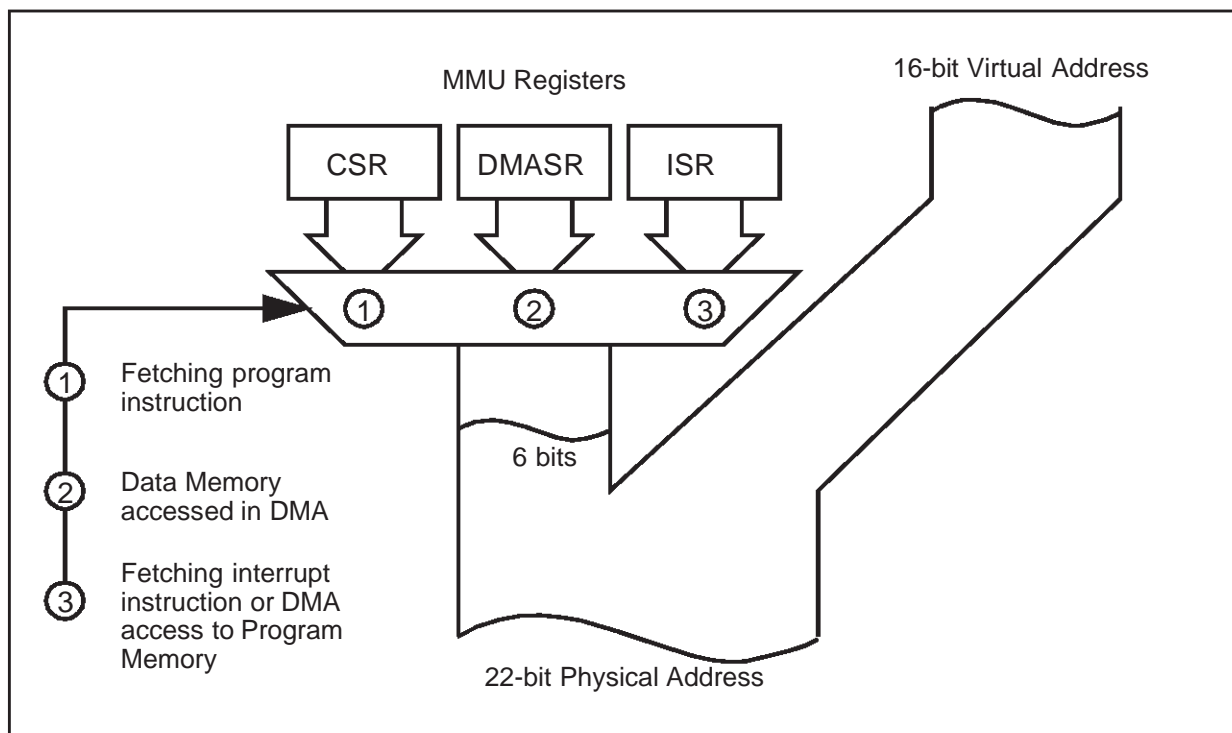 16-bit Virtual Address
MMU Registers
CSR
DMASR
ISR
1
2
3
1
Fetching program
instruction
6 bits
2
Data Memory
accessed in DMA
3
Fetching interrupt
instruction or DMA
access to Program
Memory
22-bit Physical Address